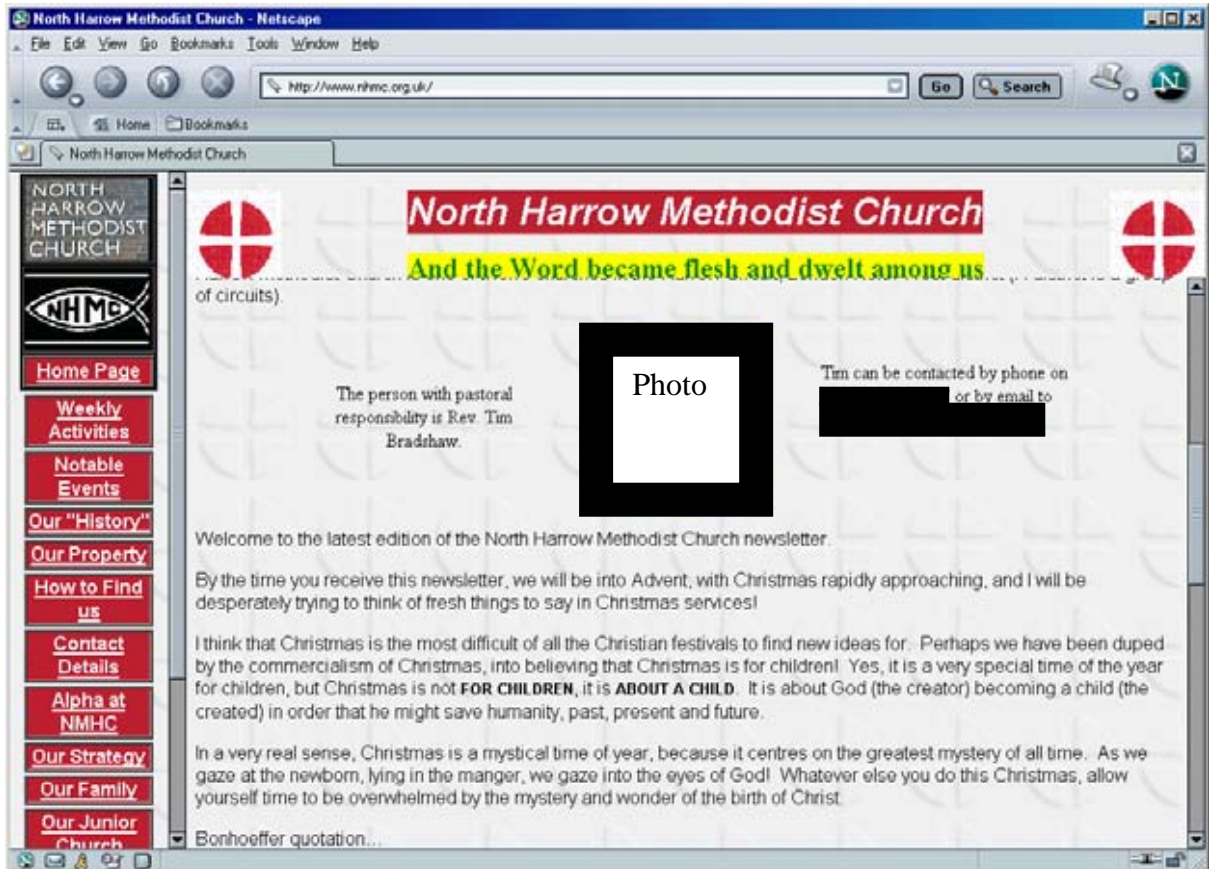 North Harrow Methodist Church - Netscape
File Edit View Go Bookmarks Tools Window Help
http://www.nhmc.org.uk/
Go
Search
N
Home Bookmarks
North Harrow Methodist Church
NORTH
HARROW
METHODIST
CHURCH
NHMC
Home Page
Weekly
Activities
Notable
Events
Our "History"
Our Property
How to Find
us
Contact
Details
Alpha at
NMHC
Our Strategy
Our Family
Our Junior
Church
North Harrow Methodist Church
And the Word became flesh and dwelt among us
of circuits).
The person with pastoral
responsibility is Rev. Tim
Bradshaw.
Photo
Tim can be contacted by phone on
or by email to
Welcome to the latest edition of the North Harrow Methodist Church newsletter.
By the time you receive this newsletter, we will be into Advent, with Christmas rapidly approaching, and I will be
desperately trying to think of fresh things to say in Christmas services!
I think that Christmas is the most difficult of all the Christian festivals to find new ideas for. Perhaps we have been duped
by the commercialism of Christmas, into believing that Christmas is for children! Yes, it is a very special time of the year
for children, but Christmas is not FOR CHILDREN, it is ABOUT A CHILD. It is about God (the creator) becoming a child (the
created) in order that he might save humanity, past, present and future.
In a very real sense, Christmas is a mystical time of year, because it centres on the greatest mystery of all time. As we
gaze at the newborn, lying in the manger, we gaze into the eyes of God! Whatever else you do this Christmas, allow
yourself time to be overwhelmed by the mystery and wonder of the birth of Christ.
Bonhoeffer quotation...